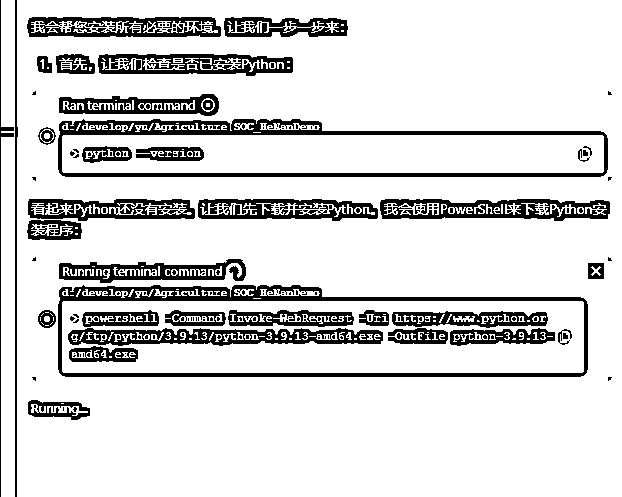 我会帮您安装所有必要的环境。让我们一步一步来：
1. 首先，让我们检查是否已安装Python：
Ran terminal command
d:/develop/yu/Agriculture_SOC_HeNanDemo
> python --version
看起来Python还没有安装。让我们先下载并安装Python。我会使用PowerShell来下载Python安
装程序：
Running terminal command
d:/develop/yu/Agriculture_SOC_HeNanDemo
> powershell -Command Invoke-WebRequest -Uri https://www.python.or
g/ftp/python/3.9.13/python-3.9.13-amd64.exe -OutFile python-3.9.13-
amd64.exe
Running...